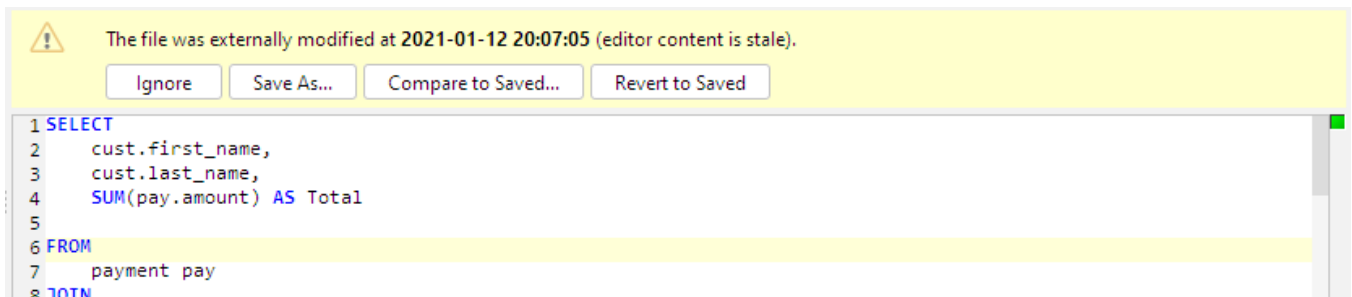 The file was externally modified at 2021-01-12 20:07:05 (editor content is stale).
Ignore Save As... Compare to Saved... Revert to Saved
1 SELECT
2 cust.first_name,
3 cust.last_name,
4 SUM(pay.amount) AS Total
5
6 FROM
7 payment pay
8 JOIN